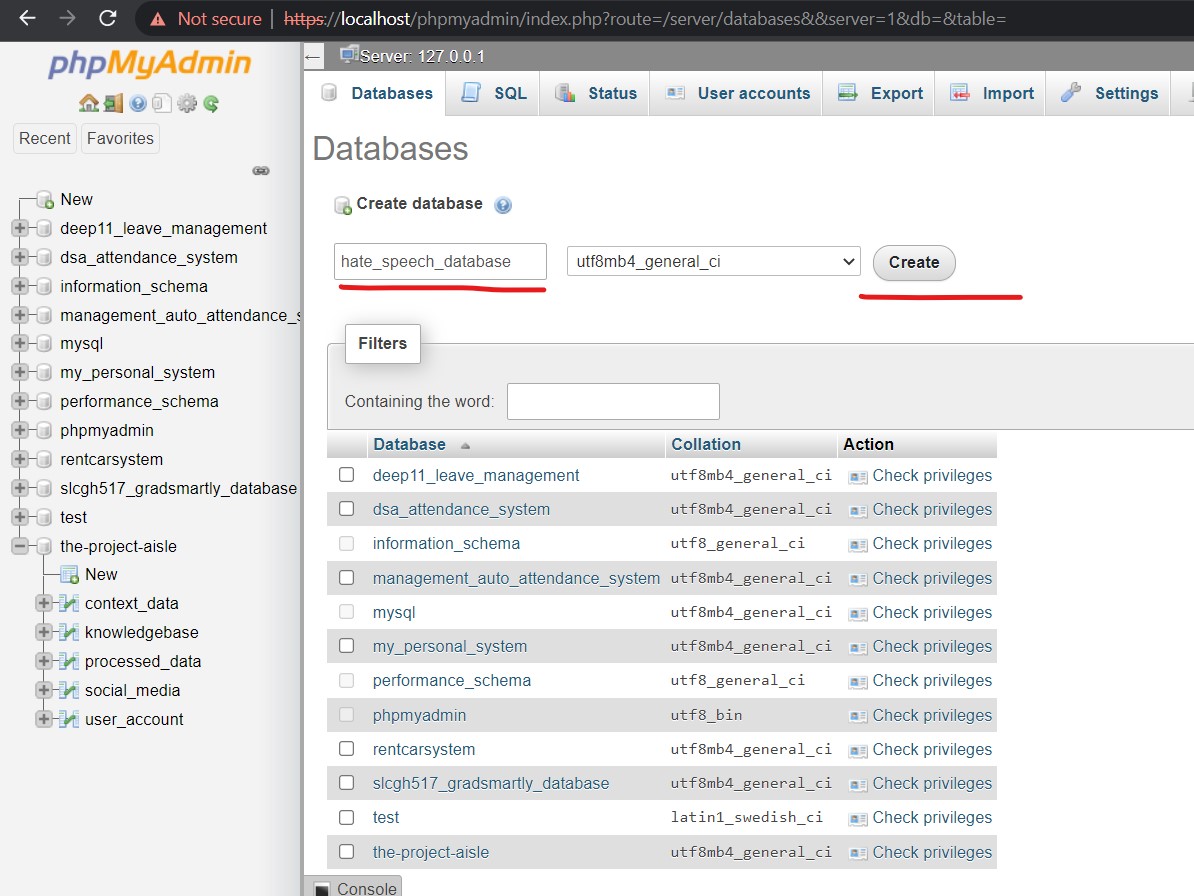 Not secure | https://localhost/phpmyadmin/index.php?route=/server/databases&&server=1&db=&table=
phpMyAdmin
Recent Favorites
New
deep11_leave_management
dsa_attendance_system
information_schema
management_auto_attendance_s
mysql
my_personal_system
performance_schema
phpmyadmin
rentcarsystem
slcgh517_gradsmartly_database
test
the-project-aisle
New
context_data
knowledgebase
processed_data
social_media
user_account
Server: 127.0.0.1
Databases SQL Status User accounts Export Import Settings
Databases
Create database
hate_speech_database utf8mb4_general_ci Create
Filters
Containing the word:
Database Collation Action
deep11_leave_management utf8mb4_general_ci Check privileges
dsa_attendance_system utf8mb4_general_ci Check privileges
information_schema utf8_general_ci Check privileges
management_auto_attendance_system utf8mb4_general_ci Check privileges
mysql utf8mb4_general_ci Check privileges
my_personal_system utf8mb4_general_ci Check privileges
performance_schema utf8_general_ci Check privileges
phpmyadmin utf8_bin Check privileges
rentcarsystem utf8mb4_general_ci Check privileges
slcgh517_gradsmartly_database utf8mb4_general_ci Check privileges
test latin1_swedish_ci Check privileges
the-project-aisle utf8mb4_general_ci Check privileges
Console